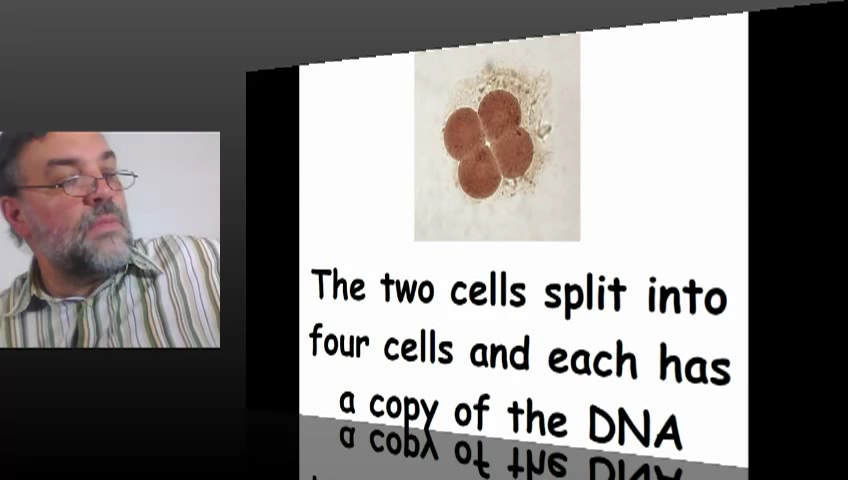 The two cells split into
four cells and each has
a copy of the DNA